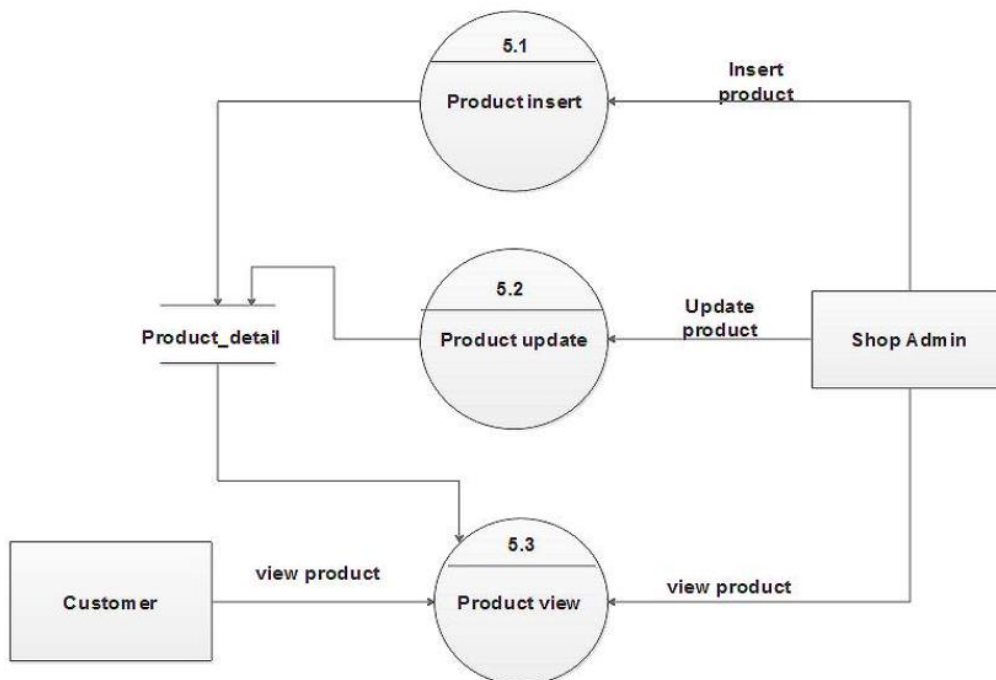 5.1
Product insert
Insert
product
5.2
Product update
Update
product
Shop Admin
Product_detail
5.3
Product view
Customer
view product
view product